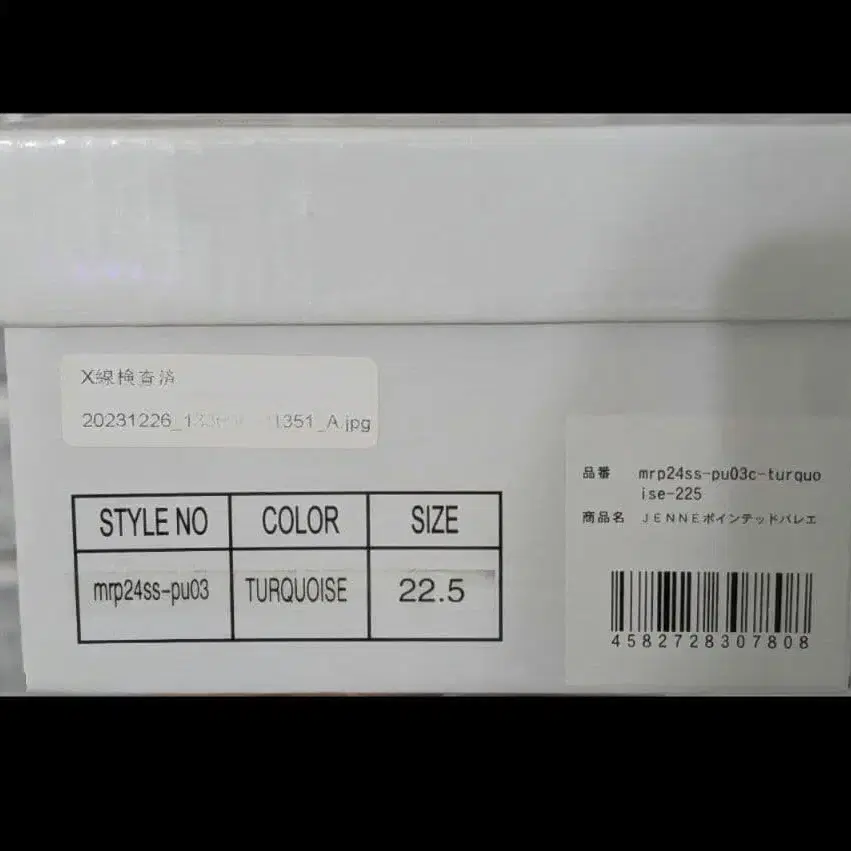 X線検査済
1351_A.jpg
STYLE NO COLOR SIZE
mrp24ss-pu03 TURQUOISE 22.5
品番 mrp24ss-pu03c-turquo
ise-225
商品名 JENNEポインテッドバレエ
4582728307808